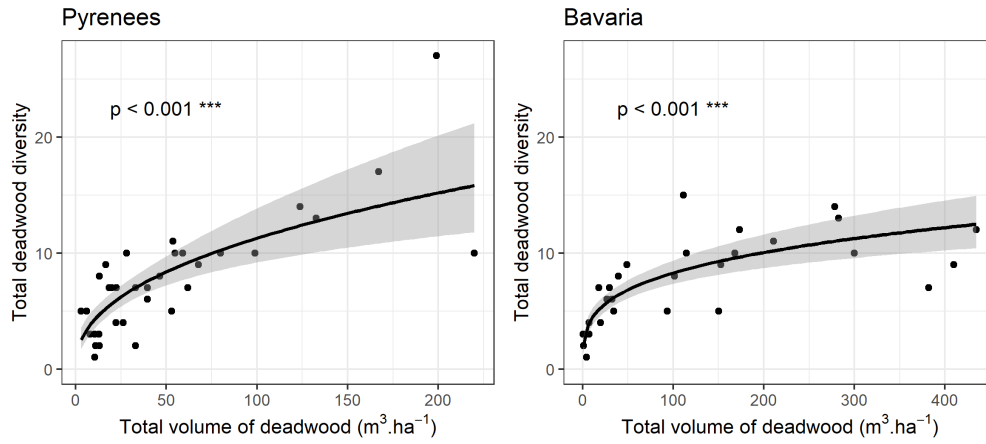 Pyrenees
Total deadwood diversity
20
10
0
p < 0.001 ***
0
50
100
150
200
Total volume of deadwood (m³.ha⁻¹)
Bavaria
Total deadwood diversity
20
10
0
p < 0.001 ***
0
100
200
300
400
Total volume of deadwood (m³.ha⁻¹)